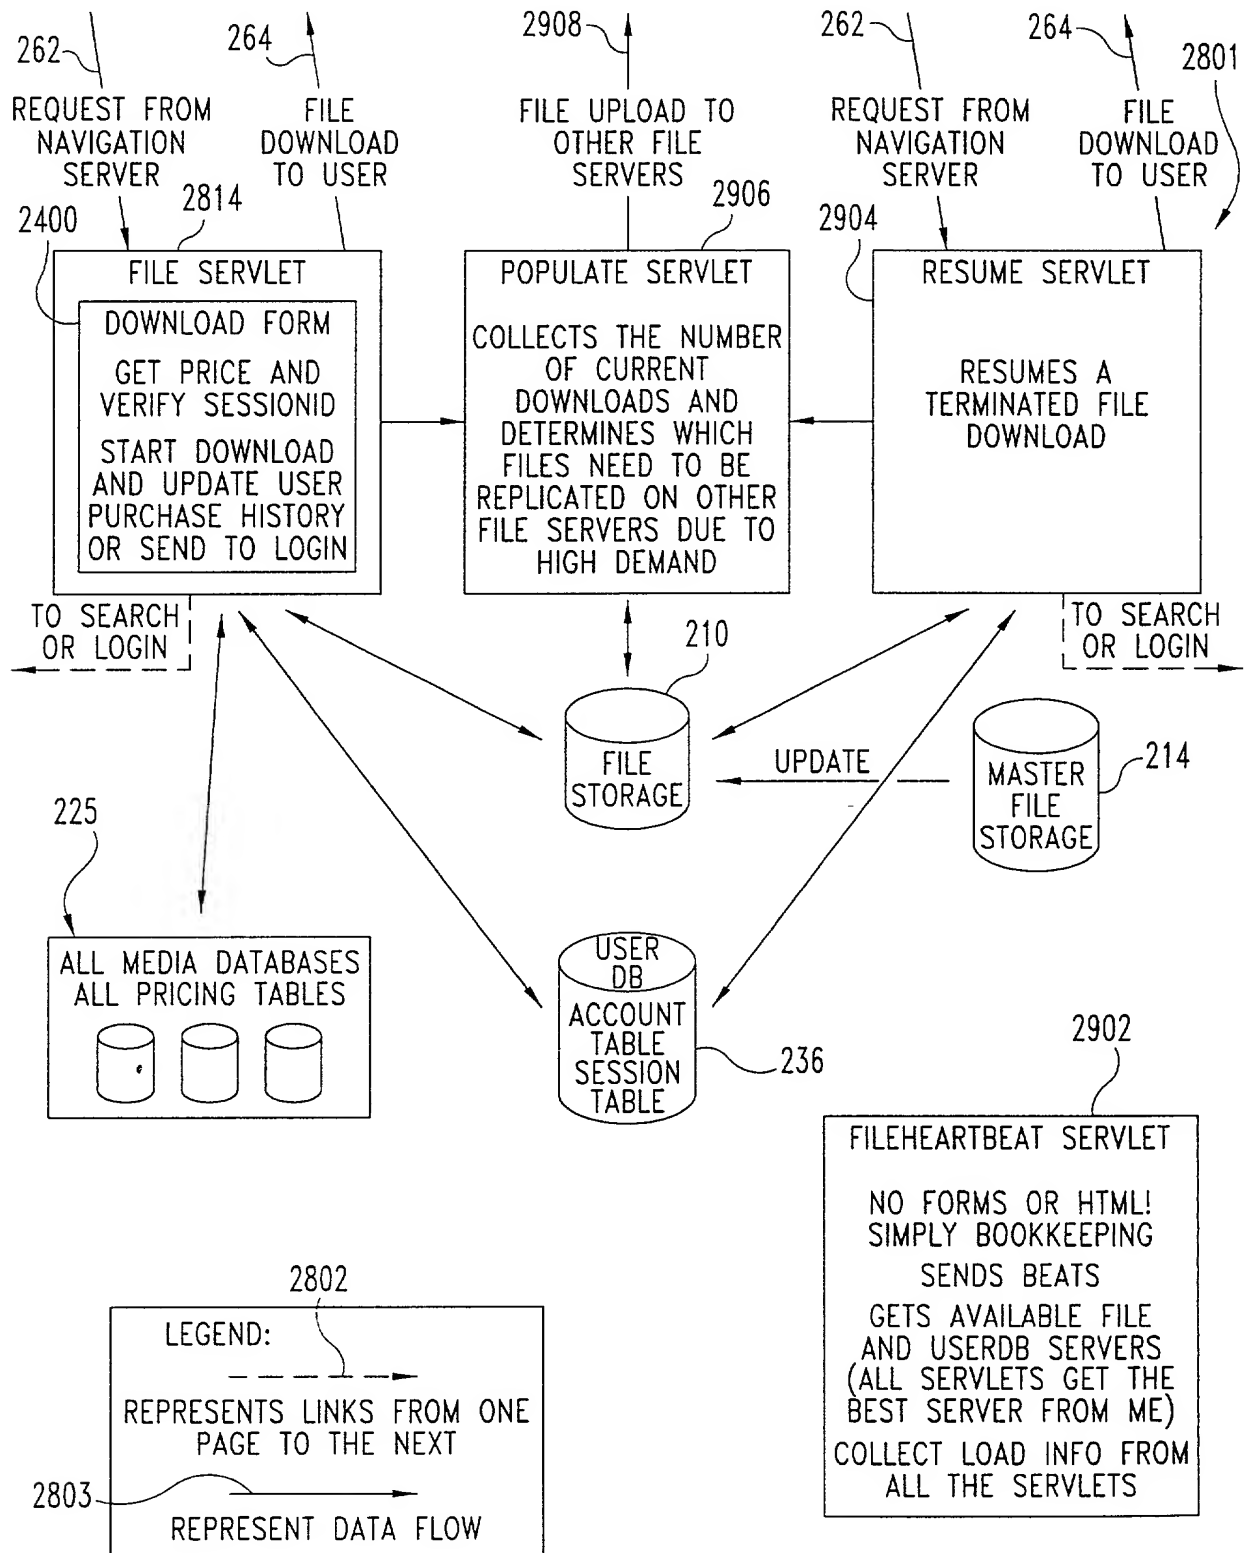 262
264
2908
262
264
2801
REQUEST FROM
NAVIGATION
SERVER
FILE
DOWNLOAD
TO USER
FILE UPLOAD TO
OTHER FILE
SERVERS
REQUEST FROM
NAVIGATION
SERVER
FILE
DOWNLOAD
TO USER
2400
2814
2906
2904
FILE SERVLET
DOWNLOAD FORM
GET PRICE AND
VERIFY SESSIONID
START DOWNLOAD
AND UPDATE USER
PURCHASE HISTORY
OR SEND TO LOGIN
POPULATE SERVLET
COLLECTS THE NUMBER
OF CURRENT
DOWNLOADS AND
DETERMINES WHICH
FILES NEED TO BE
REPLICATED ON OTHER
FILE SERVERS DUE TO
HIGH DEMAND
RESUME SERVLET
RESUMES A
TERMINATED FILE
DOWNLOAD
TO SEARCH
OR LOGIN
TO SEARCH
OR LOGIN
210
FILE
STORAGE
UPDATE
MASTER
FILE
STORAGE
214
225
ALL MEDIA DATABASES
ALL PRICING TABLES
USER
DB
ACCOUNT
TABLE
SESSION
TABLE
236
2902
FILEHEARTBEAT SERVLET
NO FORMS OR HTML!
SIMPLY BOOKKEEPING
SENDS BEATS
GETS AVAILABLE FILE
AND USERDB SERVERS
(ALL SERVLETS GET THE
BEST SERVER FROM ME)
COLLECT LOAD INFO FROM
ALL THE SERVLETS
2802
LEGEND:
REPRESENTS LINKS FROM ONE
PAGE TO THE NEXT
2803
REPRESENT DATA FLOW